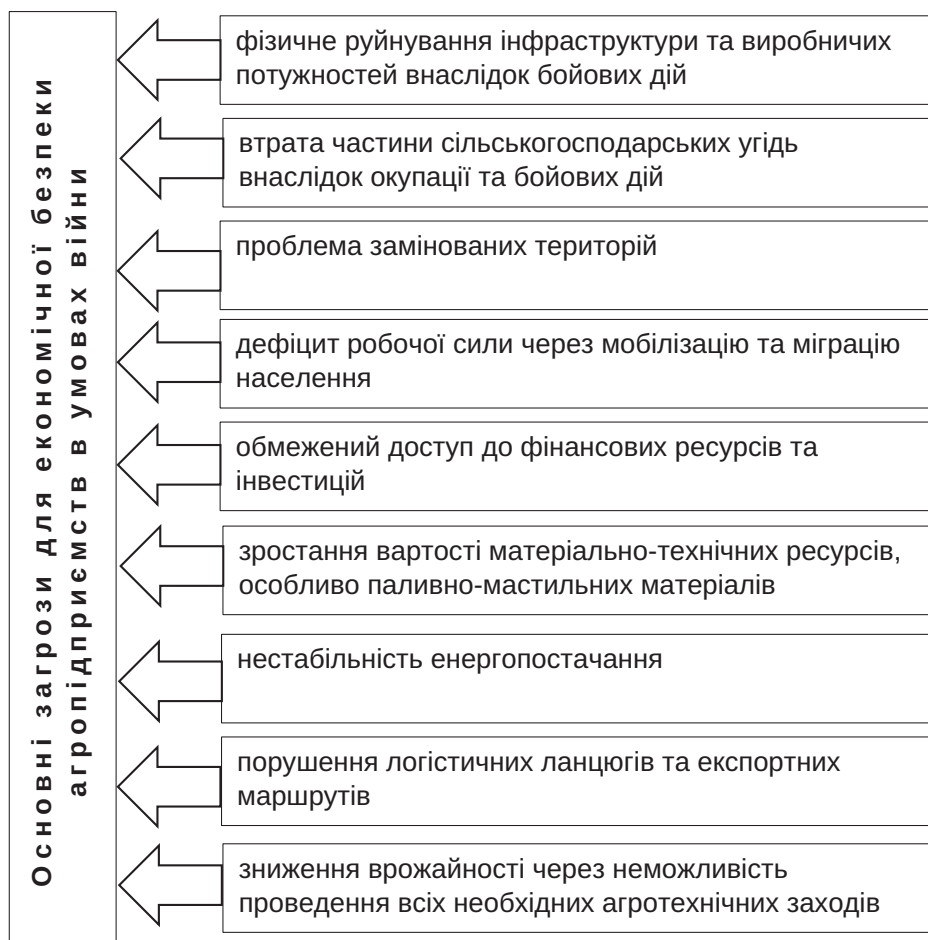 Основні загрози для економічної безпеки
агропідприємств в умовах війни
фізичне руйнування інфраструктури та виробничих
потужностей внаслідок бойових дій
втрата частини сільськогосподарських угідь
внаслідок окупації та бойових дій
проблема замінованих територій
дефіцит робочої сили через мобілізацію та міграцію
населення
обмежений доступ до фінансових ресурсів та
інвестицій
зростання вартості матеріально-технічних ресурсів,
особливо паливно-мастильних матеріалів
нестабільність енергопостачання
порушення логістичних ланцюгів та експортних
маршрутів
зниження врожайності через неможливість
проведення всіх необхідних агротехнічних заходів